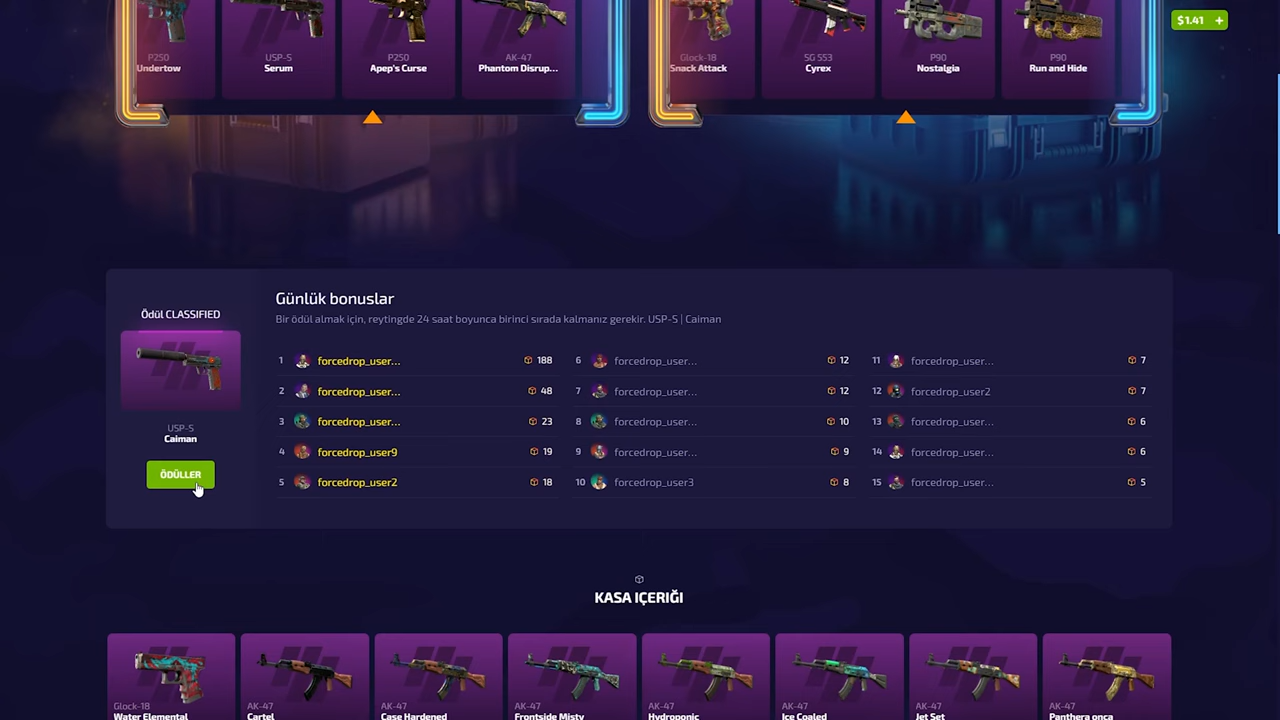 $1.41 +
P250
Undertow
USP-S
Serum
P250
Apep's Curse
AK-47
Phantom Disrup...
Glock-18
Snack Attack
SG 553
Cyrex
P90
Nostalgia
P90
Run and Hide
Ödül CLASSIFIED
USP-S
Caiman
ÖDÜLLER
Günlük bonuslar
Bir ödül almak için, reytingde 24 saat boyunca birinci sırada kalmanız gerekir. USP-S | Caiman
1 forcedrop_user... 188
2 forcedrop_user... 48
3 forcedrop_user... 23
4 forcedrop_user9 19
5 forcedrop_user2 18
6 forcedrop_user... 12
7 forcedrop_user... 12
8 forcedrop_user... 10
9 forcedrop_user... 9
10 forcedrop_user3 8
11 forcedrop_user... 7
12 forcedrop_user2 7
13 forcedrop_user... 6
14 forcedrop_user... 6
15 forcedrop_user... 5
KASA IÇERIĞI
Glock-18
Water Elemental
AK-47
Cartel
AK-47
Case Hardened
AK-47
Frontside Misty
AK-47
Hydroponic
AK-47
Ice Coaled
AK-47
Jet Set
AK-47
Panthera onca